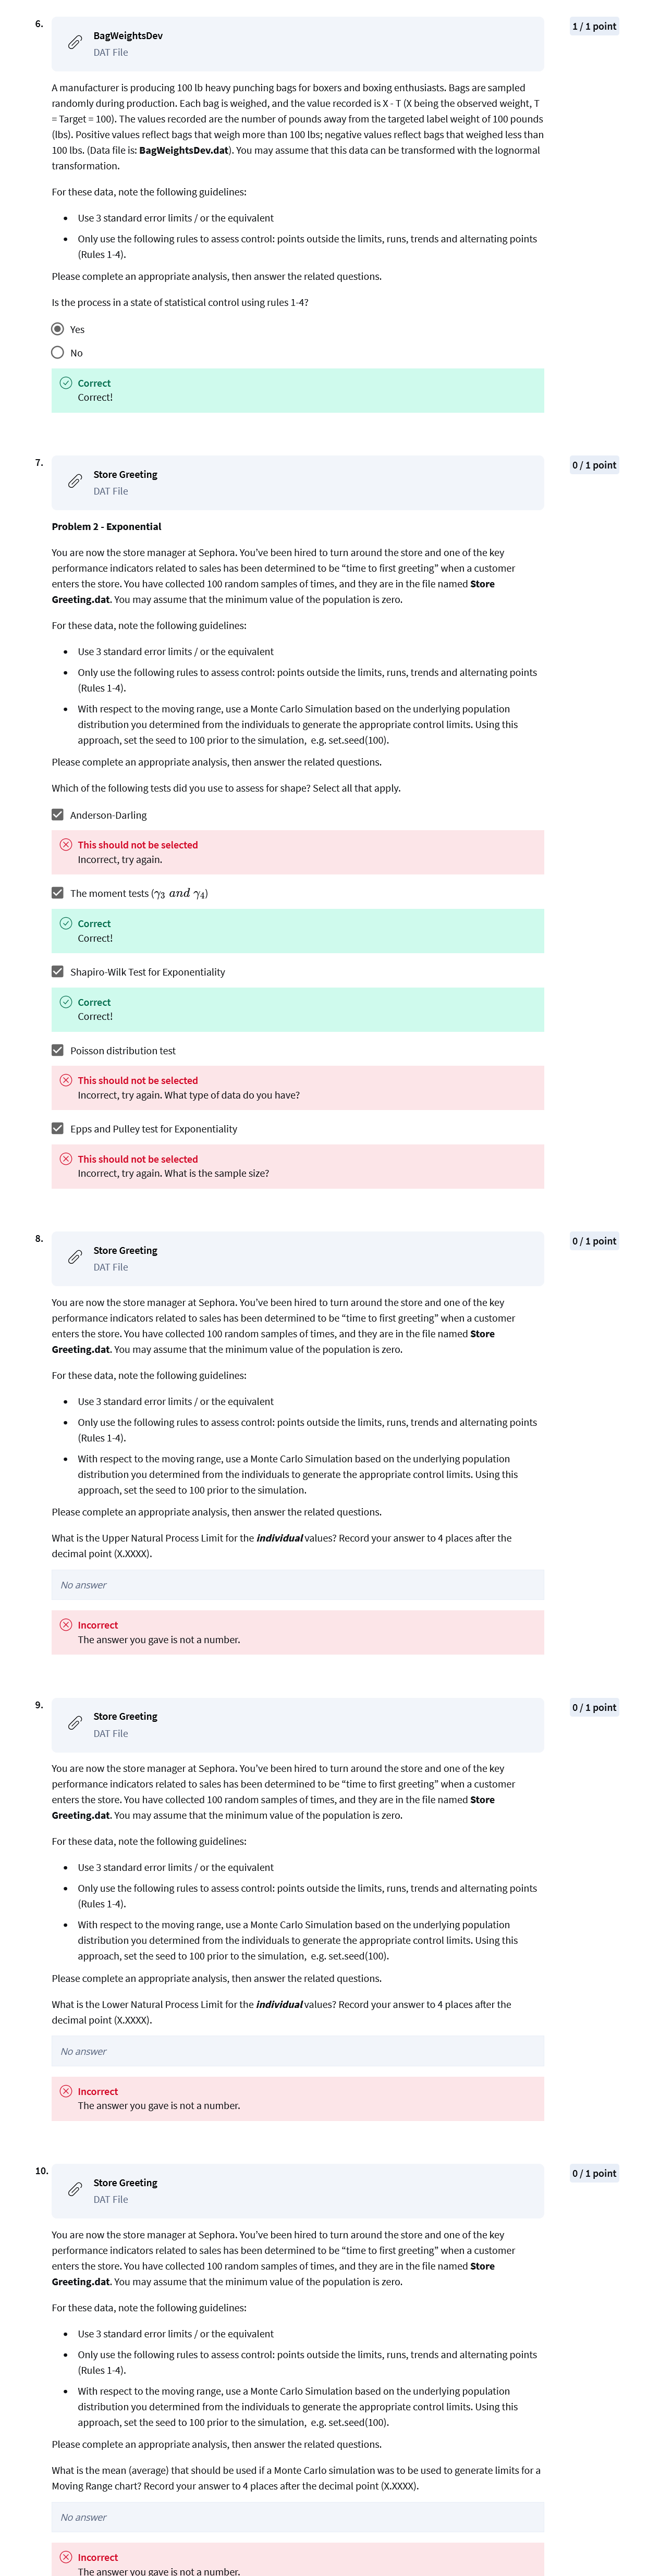 6.
BagWeightsDev
DAT File
1 / 1 point
A manufacturer is producing 100 lb heavy punching bags for boxers and boxing enthusiasts. Bags are sampled
randomly during production. Each bag is weighed, and the value recorded is X - T (X being the observed weight, T
= Target = 100). The values recorded are the number of pounds away from the targeted label weight of 100 pounds
(lbs). Positive values reflect bags that weigh more than 100 lbs; negative values reflect bags that weighed less than
100 lbs. (Data file is: BagWeightsDev.dat). You may assume that this data can be transformed with the lognormal
transformation.
For these data, note the following guidelines:
• Use 3 standard error limits / or the equivalent
• Only use the following rules to assess control: points outside the limits, runs, trends and alternating points
(Rules 1-4).
Please complete an appropriate analysis, then answer the related questions.
Is the process in a state of statistical control using rules 1-4?
Yes
No
Correct
Correct!
7.
Store Greeting
DAT File
0 / 1 point
Problem 2 - Exponential
You are now the store manager at Sephora. You've been hired to turn around the store and one of the key
performance indicators related to sales has been determined to be “time to first greeting” when a customer
enters the store. You have collected 100 random samples of times, and they are in the file named Store
Greeting.dat. You may assume that the minimum value of the population is zero.
For these data, note the following guidelines:
• Use 3 standard error limits / or the equivalent
• Only use the following rules to assess control: points outside the limits, runs, trends and alternating points
(Rules 1-4).
• With respect to the moving range, use a Monte Carlo Simulation based on the underlying population
distribution you determined from the individuals to generate the appropriate control limits. Using this
approach, set the seed to 100 prior to the simulation, e.g. set.seed(100).
Please complete an appropriate analysis, then answer the related questions.
Which of the following tests did you use to assess for shape? Select all that apply.
Anderson-Darling
This should not be selected
Incorrect, try again.
The moment tests (γ3 and γ4)
Correct
Correct!
Shapiro-Wilk Test for Exponentiality
Correct
Correct!
Poisson distribution test
This should not be selected
Incorrect, try again. What type of data do you have?
Epps and Pulley test for Exponentiality
This should not be selected
Incorrect, try again. What is the sample size?
8.
Store Greeting
DAT File
0 / 1 point
You are now the store manager at Sephora. You've been hired to turn around the store and one of the key
performance indicators related to sales has been determined to be “time to first greeting” when a customer
enters the store. You have collected 100 random samples of times, and they are in the file named Store
Greeting.dat. You may assume that the minimum value of the population is zero.
For these data, note the following guidelines:
• Use 3 standard error limits / or the equivalent
• Only use the following rules to assess control: points outside the limits, runs, trends and alternating points
(Rules 1-4).
• With respect to the moving range, use a Monte Carlo Simulation based on the underlying population
distribution you determined from the individuals to generate the appropriate control limits. Using this
approach, set the seed to 100 prior to the simulation.
Please complete an appropriate analysis, then answer the related questions.
What is the Upper Natural Process Limit for the individual values? Record your answer to 4 places after the
decimal point (X.XXXX).
No answer
Incorrect
The answer you gave is not a number.
9.
Store Greeting
DAT File
0 / 1 point
You are now the store manager at Sephora. You've been hired to turn around the store and one of the key
performance indicators related to sales has been determined to be “time to first greeting” when a customer
enters the store. You have collected 100 random samples of times, and they are in the file named Store
Greeting.dat. You may assume that the minimum value of the population is zero.
For these data, note the following guidelines:
• Use 3 standard error limits / or the equivalent
• Only use the following rules to assess control: points outside the limits, runs, trends and alternating points
(Rules 1-4).
• With respect to the moving range, use a Monte Carlo Simulation based on the underlying population
distribution you determined from the individuals to generate the appropriate control limits. Using this
approach, set the seed to 100 prior to the simulation, e.g. set.seed(100).
Please complete an appropriate analysis, then answer the related questions.
What is the Lower Natural Process Limit for the individual values? Record your answer to 4 places after the
decimal point (X.XXXX).
No answer
Incorrect
The answer you gave is not a number.
10.
Store Greeting
DAT File
0 / 1 point
You are now the store manager at Sephora. You've been hired to turn around the store and one of the key
performance indicators related to sales has been determined to be “time to first greeting” when a customer
enters the store. You have collected 100 random samples of times, and they are in the file named Store
Greeting.dat. You may assume that the minimum value of the population is zero.
For these data, note the following guidelines:
• Use 3 standard error limits / or the equivalent
• Only use the following rules to assess control: points outside the limits, runs, trends and alternating points
(Rules 1-4).
• With respect to the moving range, use a Monte Carlo Simulation based on the underlying population
distribution you determined from the individuals to generate the appropriate control limits. Using this
approach, set the seed to 100 prior to the simulation, e.g. set.seed(100).
Please complete an appropriate analysis, then answer the related questions.
What is the mean (average) that should be used if a Monte Carlo simulation was to be used to generate limits for a
Moving Range chart? Record your answer to 4 places after the decimal point (X.XXXX).
No answer
Incorrect
The answer you gave is not a number.